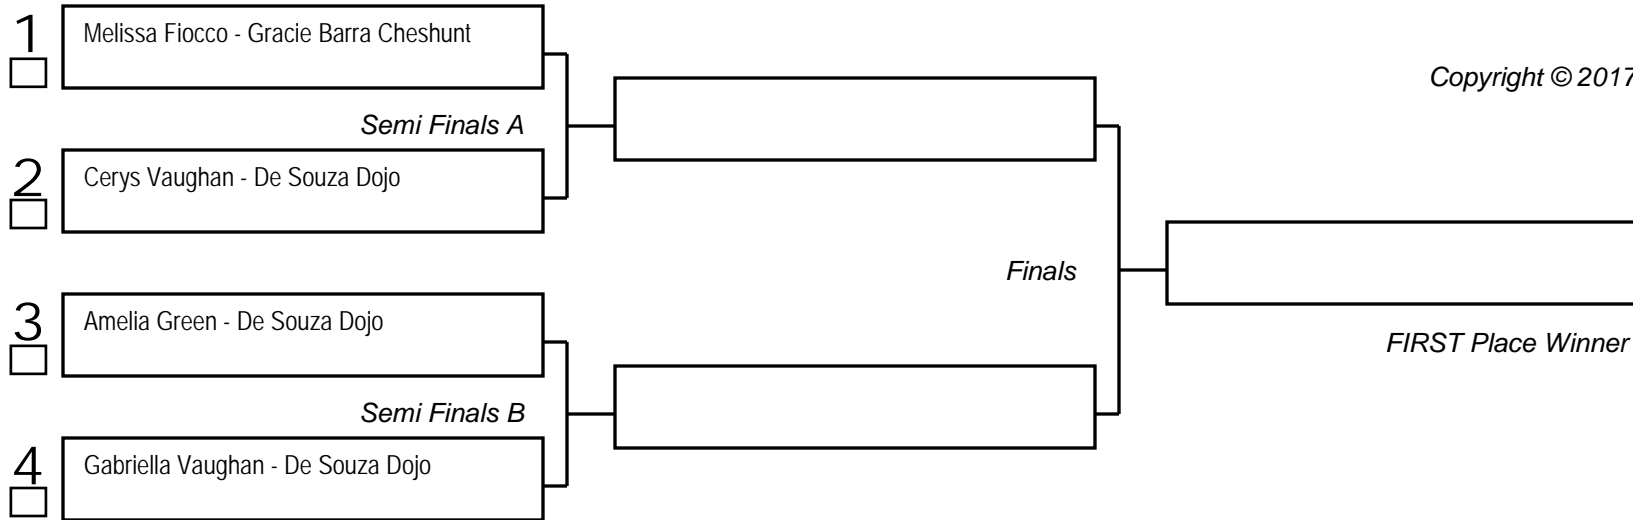 1
Melissa Fiocco - Gracie Barra Cheshunt
Copyright © 2017
Semi Finals A
2
Cerys Vaughan - De Souza Dojo
Finals
3
Amelia Green - De Souza Dojo
FIRST Place Winner
Semi Finals B
4
Gabriella Vaughan - De Souza Dojo